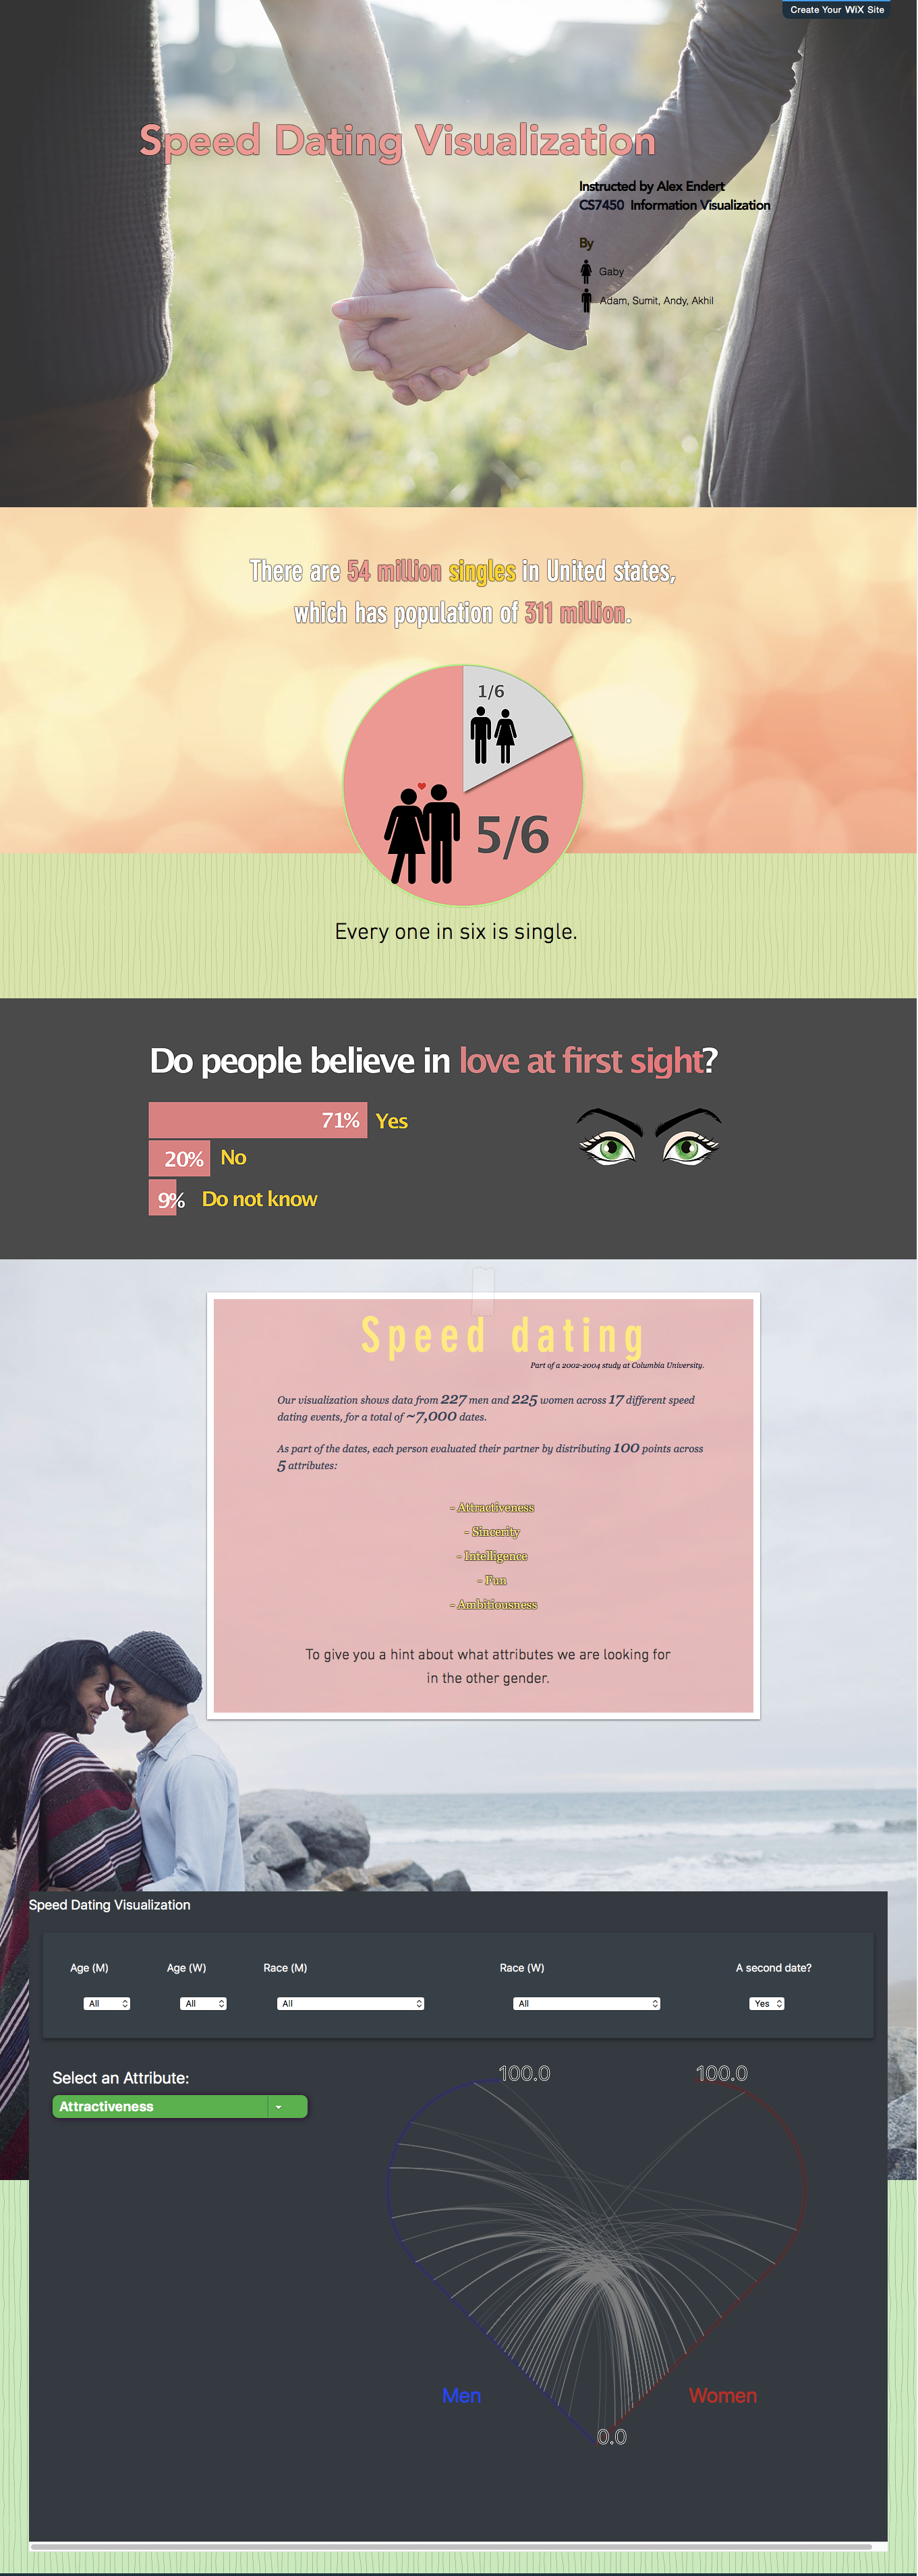 Create Your WiX Site
Speed Dating Visualization
Instructed by Alex Endert
CS7450 Information Visualization
By
Gaby
Adam, Sumit, Andy, Akhil
There are 54 million singles in United states,
which has population of 311 million.
1/6
5/6
Every one in six is single.
Do people believe in love at first sight?
71% Yes
20% No
9% Do not know
Speed dating
Part of a 2002-2004 study at Columbia University.
Our visualization shows data from 227 men and 225 women across 17 different speed
dating events, for a total of ~7,000 dates.
As part of the dates, each person evaluated their partner by distributing 100 points across
5 attributes:
- Attractiveness
- Sincerity
- Intelligence
- Fun
- Ambitiousness
To give you a hint about what attributes we are looking for
in the other gender.
Speed Dating Visualization
Age (M) Age (W) Race (M) Race (W) A second date?
All All All All Yes
Select an Attribute:
Attractiveness
100.0 100.0
Men Women
0.0